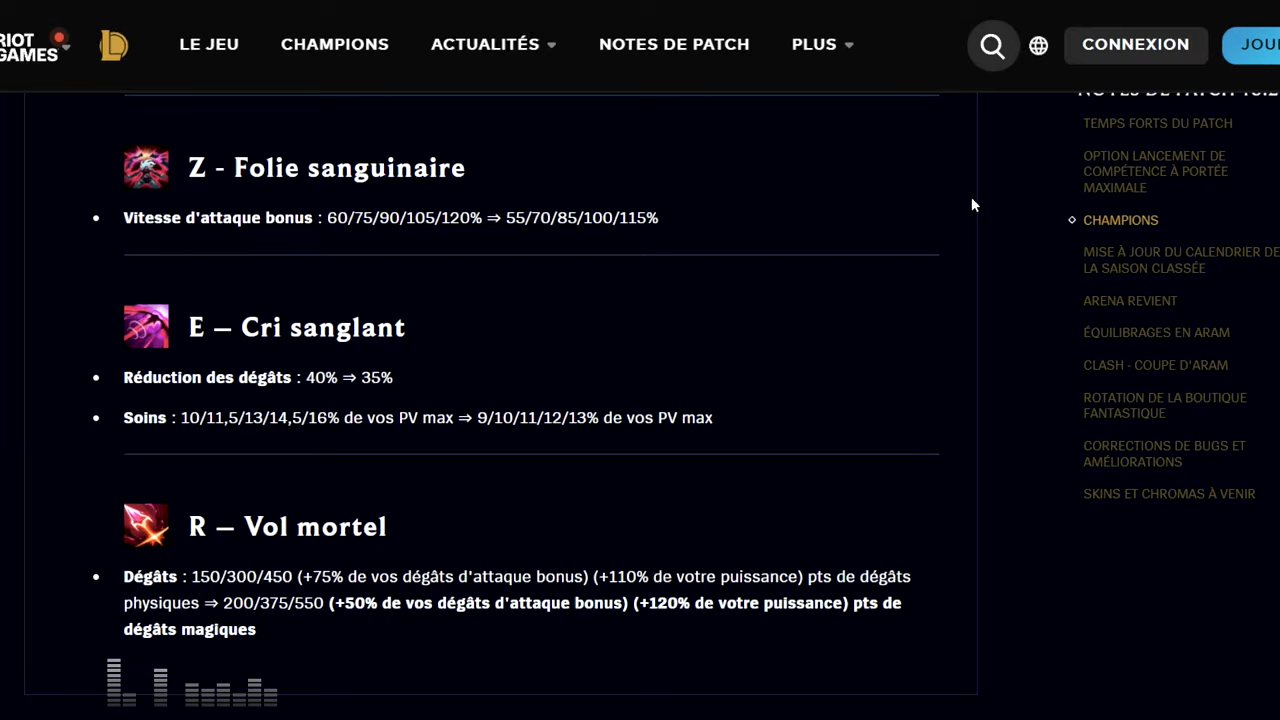 RIOT
GAMES
LE JEU
CHAMPIONS
ACTUALITÉS
NOTES DE PATCH
PLUS
CONNEXION
Z - Folie sanguinaire
Vitesse d'attaque bonus : 60/75/90/105/120% ⇒ 55/70/85/100/115%
E – Cri sanglant
Réduction des dégâts : 40% ⇒ 35%
Soins : 10/11,5/13/14,5/16% de vos PV max ⇒ 9/10/11/12/13% de vos PV max
R – Vol mortel
Dégâts : 150/300/450 (+75% de vos dégâts d'attaque bonus) (+110% de votre puissance) pts de dégâts
physiques ⇒ 200/375/550 (+50% de vos dégâts d'attaque bonus) (+120% de votre puissance) pts de
dégâts magiques
NOTES DE PATCH
TEMPS FORTS DU PATCH
OPTION LANCEMENT DE
COMPÉTENCE À PORTÉE
MAXIMALE
CHAMPIONS
MISE À JOUR DU CALENDRIER DE
LA SAISON CLASSÉE
ARENA REVIENT
ÉQUILIBRAGES EN ARAM
CLASH - COUPE D'ARAM
ROTATION DE LA BOUTIQUE
FANTASTIQUE
CORRECTIONS DE BUGS ET
AMÉLIORATIONS
SKINS ET CHROMAS À VENIR